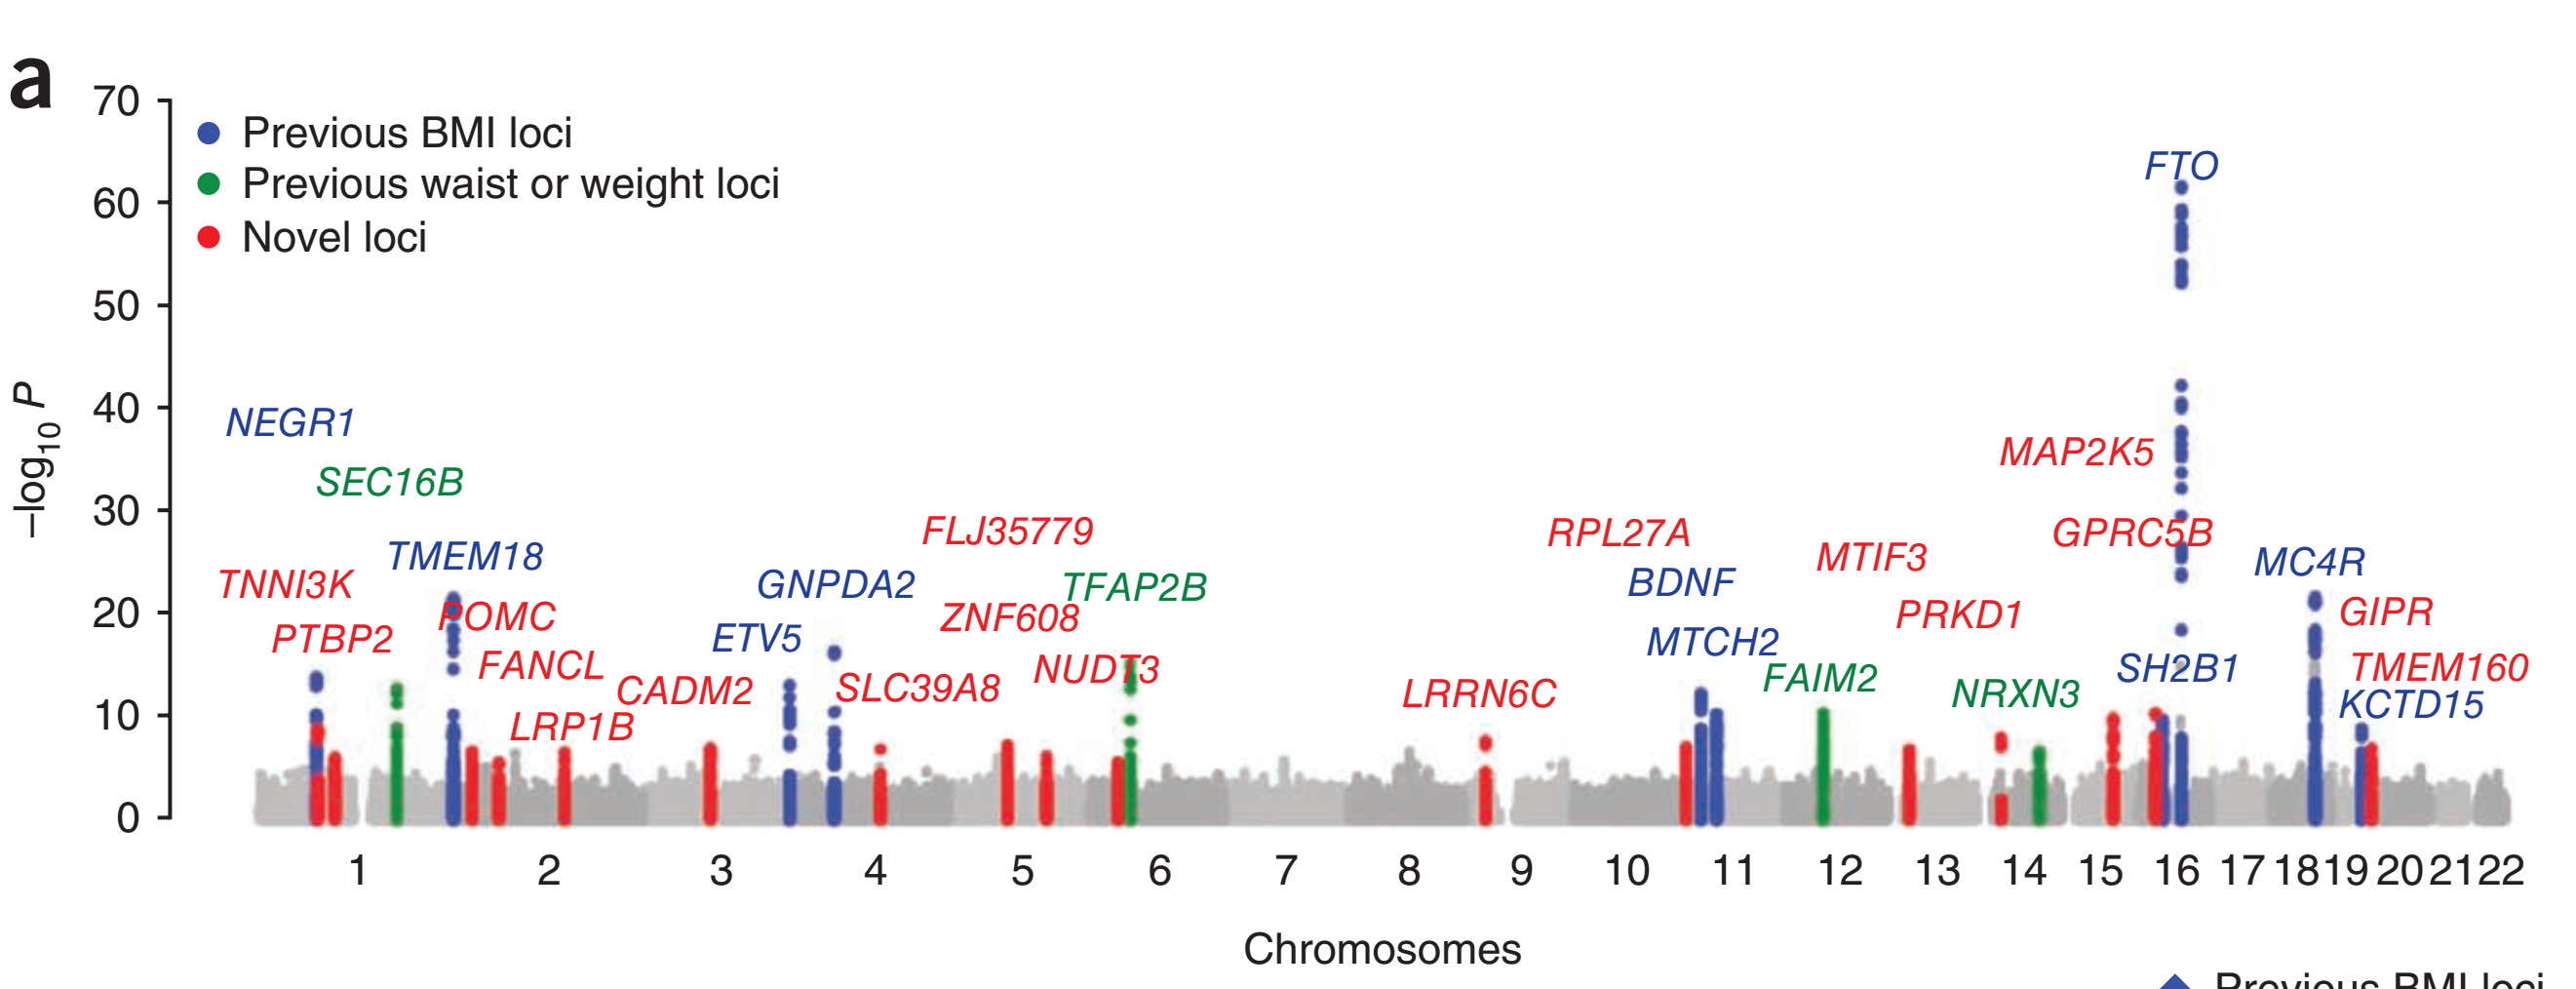 a
70
Previous BMI loci
Previous waist or weight loci
60
Novel loci
FTO
50
40
NEGR1
MAP2K5
SEC16B
30
FLJ35779
RPL27A
GPRC5B
TMEM18
MTIF3
MC4R
TNNI3K
GNPDA2
TFAP2B
BDNF
20
POMC
ZNF608
PRKD1
GIPR
PTBP2
ETV5
MTCH2
FANCL
NUDT3
SH2B1
TMEM160
CADM2
SLC39A8
LRRN6C
FAIM2
NRXN3
KCTD15
10
LRP1B
0
–log10 P
1 2 3 4 5 6 7 8 9 10 11 12 13 14 15 16 17 18 19 20 21 22
Chromosomes
Previous BMI loci